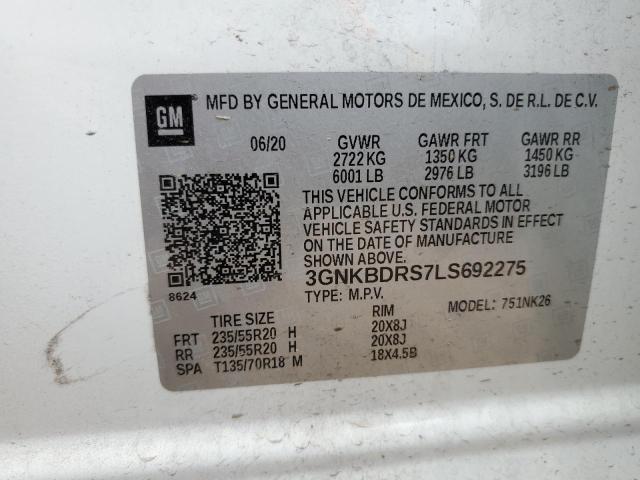 GM
MFD BY GENERAL MOTORS DE MEXICO, S. DE R.L. DE C.V.
06/20 GVWR GAWR FRT GAWR RR
2722 KG 1350 KG 1450 KG
6001 LB 2976 LB 3196 LB
THIS VEHICLE CONFORMS TO ALL
APPLICABLE U.S. FEDERAL MOTOR
VEHICLE SAFETY STANDARDS IN EFFECT
ON THE DATE OF MANUFACTURE
SHOWN ABOVE.
3GNKBDRS7LS692275
8624
TYPE: M.P.V. MODEL: 751NK26
TIRE SIZE RIM
FRT 235/55R20 H 20X8J
RR 235/55R20 H 20X8J
SPA T135/70R18 M 18X4.5B